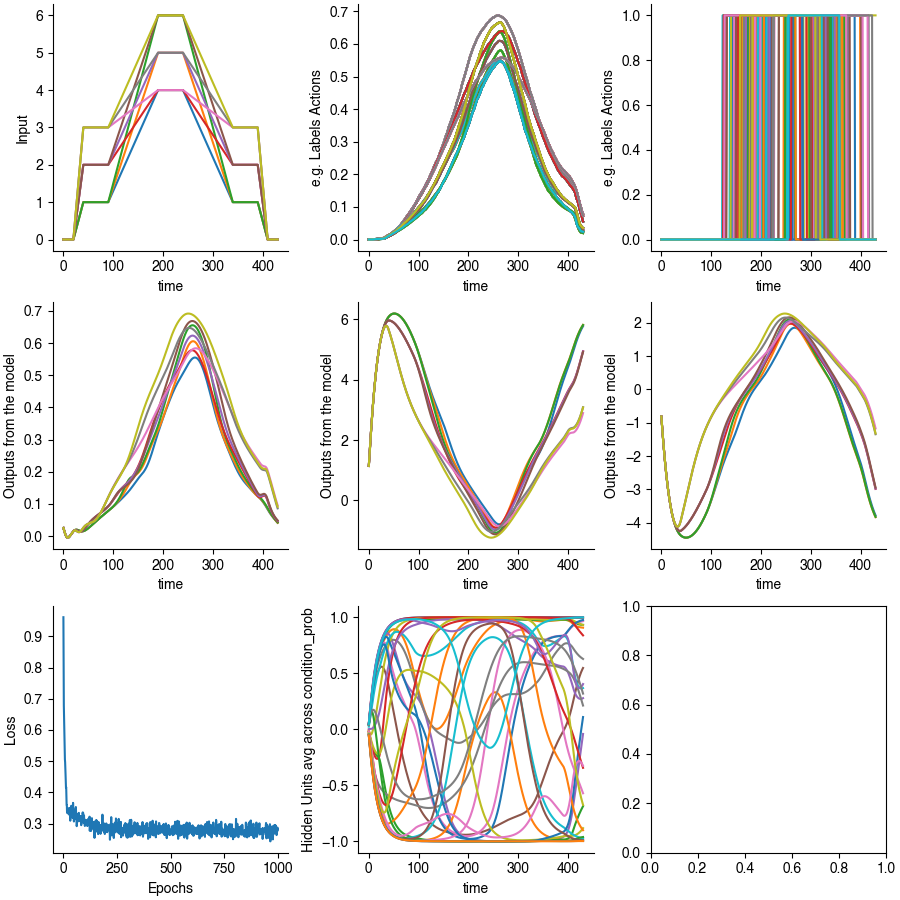 6
5
4
3
2
1
0
Input
0 100 200 300 400
time
0.7
0.6
0.5
0.4
0.3
0.2
0.1
0.0
e.g. Labels Actions
0 100 200 300 400
time
1.0
0.8
0.6
0.4
0.2
0.0
e.g. Labels Actions
0 100 200 300 400
time
0.7
0.6
0.5
0.4
0.3
0.2
0.1
0.0
Outputs from the model
0 100 200 300 400
time
6
4
2
0
Outputs from the model
0 100 200 300 400
time
2
1
0
−1
−2
−3
−4
Outputs from the model
0 100 200 300 400
time
0.9
0.8
0.7
0.6
0.5
0.4
0.3
Loss
0 250 500 750 1000
Epochs
1.0
0.5
0.0
−0.5
−1.0
Hidden Units avg across condition_prob
0 100 200 300 400
time
1.0
0.8
0.6
0.4
0.2
0.0
0.0 0.2 0.4 0.6 0.8 1.0